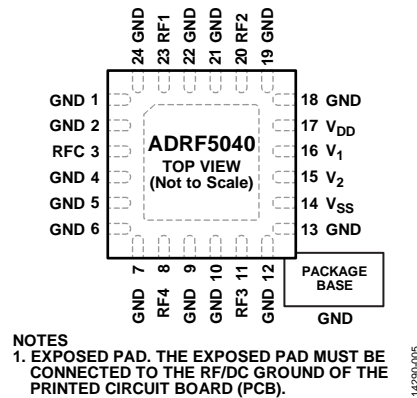 24 GND
23 RF1
22 GND
21 GND
20 RF2
19 GND
GND 1
GND 2
RFC 3
GND 4
GND 5
GND 6
ADRF5040
TOP VIEW
(Not to Scale)
18 GND
17 VDD
16 V1
15 V2
14 VSS
13 GND
GND 7
RF4 8
GND 9
GND 10
RF3 11
GND 12
PACKAGE
BASE
GND
NOTES
1. EXPOSED PAD. THE EXPOSED PAD MUST BE
CONNECTED TO THE RF/DC GROUND OF THE
PRINTED CIRCUIT BOARD (PCB).
14290-005